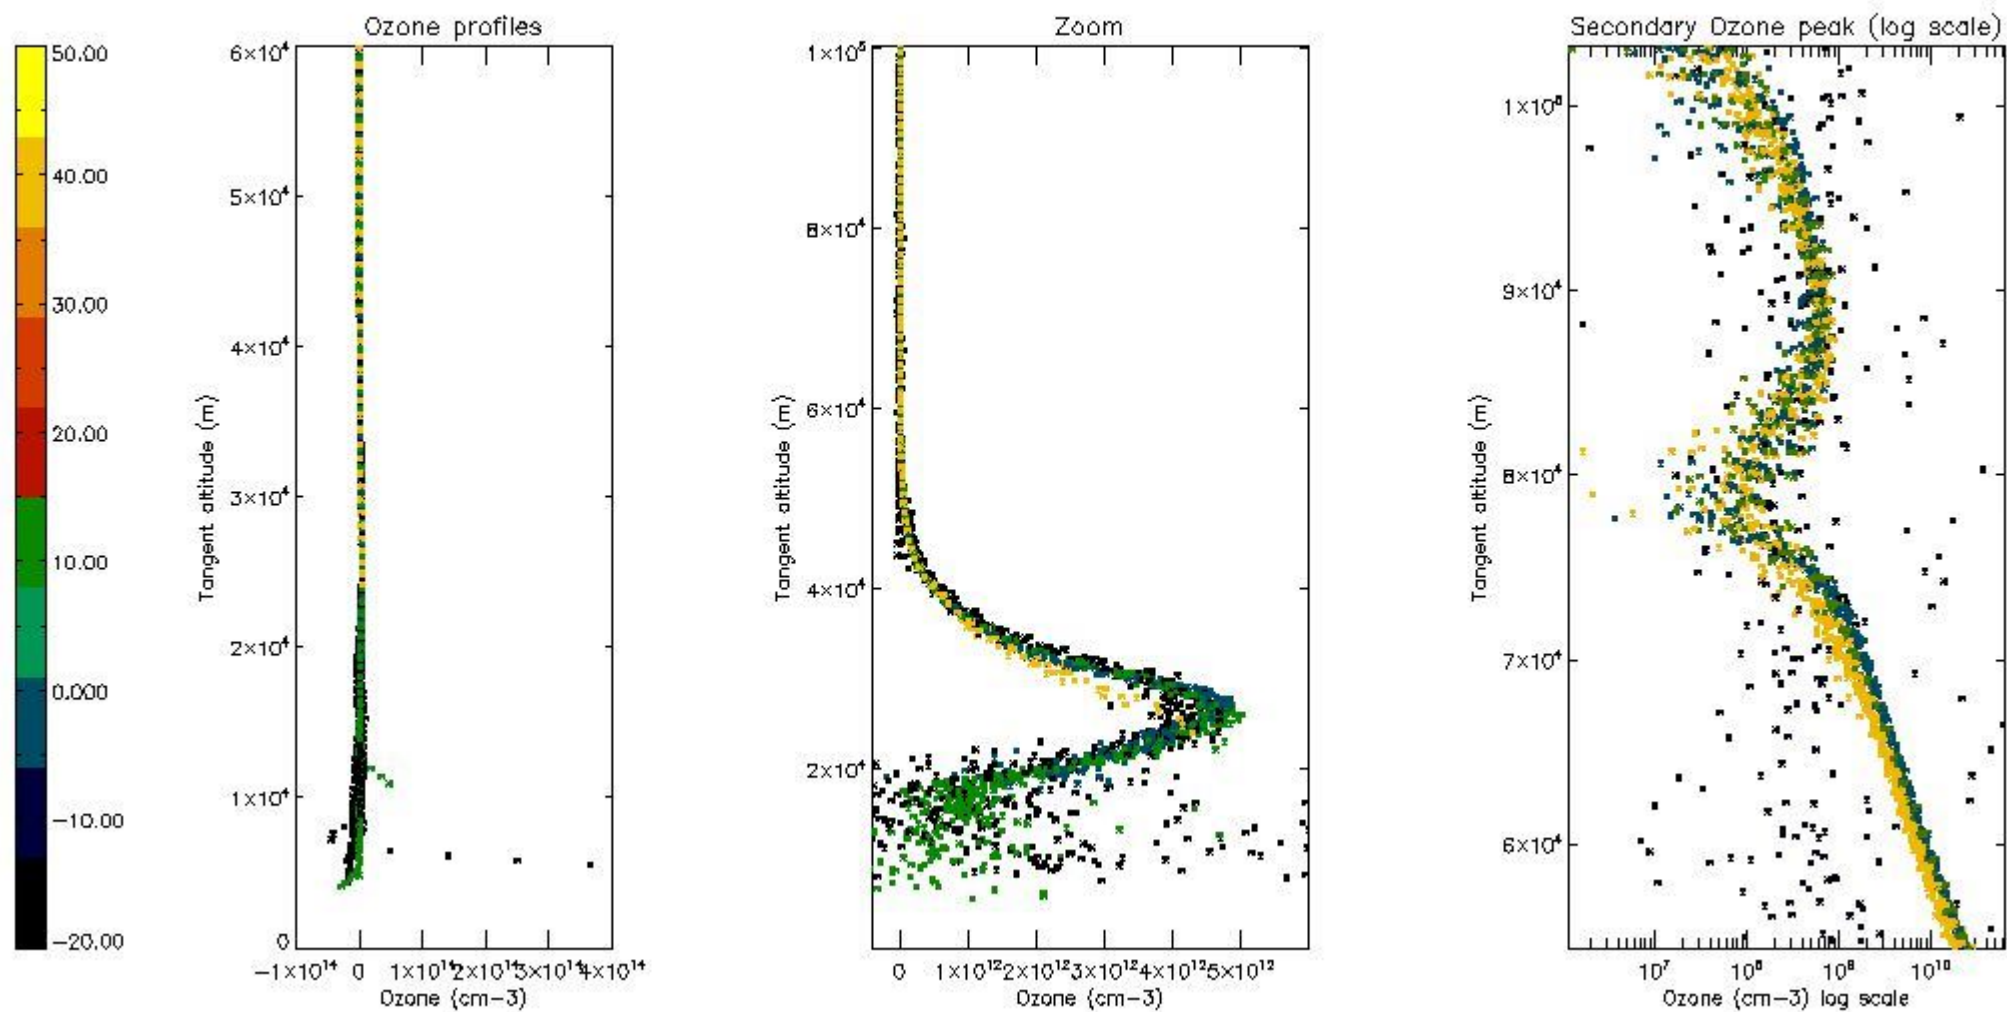 Ozone profiles
Zoom
Secondary Ozone peak (log scale)
50.00
40.00
30.00
20.00
10.00
0.000
−10.00
−20.00
6×10⁴
5×10⁴
4×10⁴
3×10⁴
2×10⁴
1×10⁴
0
Tangent altitude (m)
−1×10¹⁴ 0 1×10¹⁴ 2×10¹⁴ 3×10¹⁴ 4×10¹⁴
Ozone (cm−3)
1×10⁵
8×10⁴
6×10⁴
4×10⁴
2×10⁴
Tangent altitude (m)
0 1×10¹² 2×10¹² 3×10¹² 4×10¹² 5×10¹²
Ozone (cm−3)
1×10⁵
9×10⁴
8×10⁴
7×10⁴
6×10⁴
Tangent altitude (m)
10⁷ 10⁸ 10⁹ 10¹⁰
Ozone (cm−3) log scale